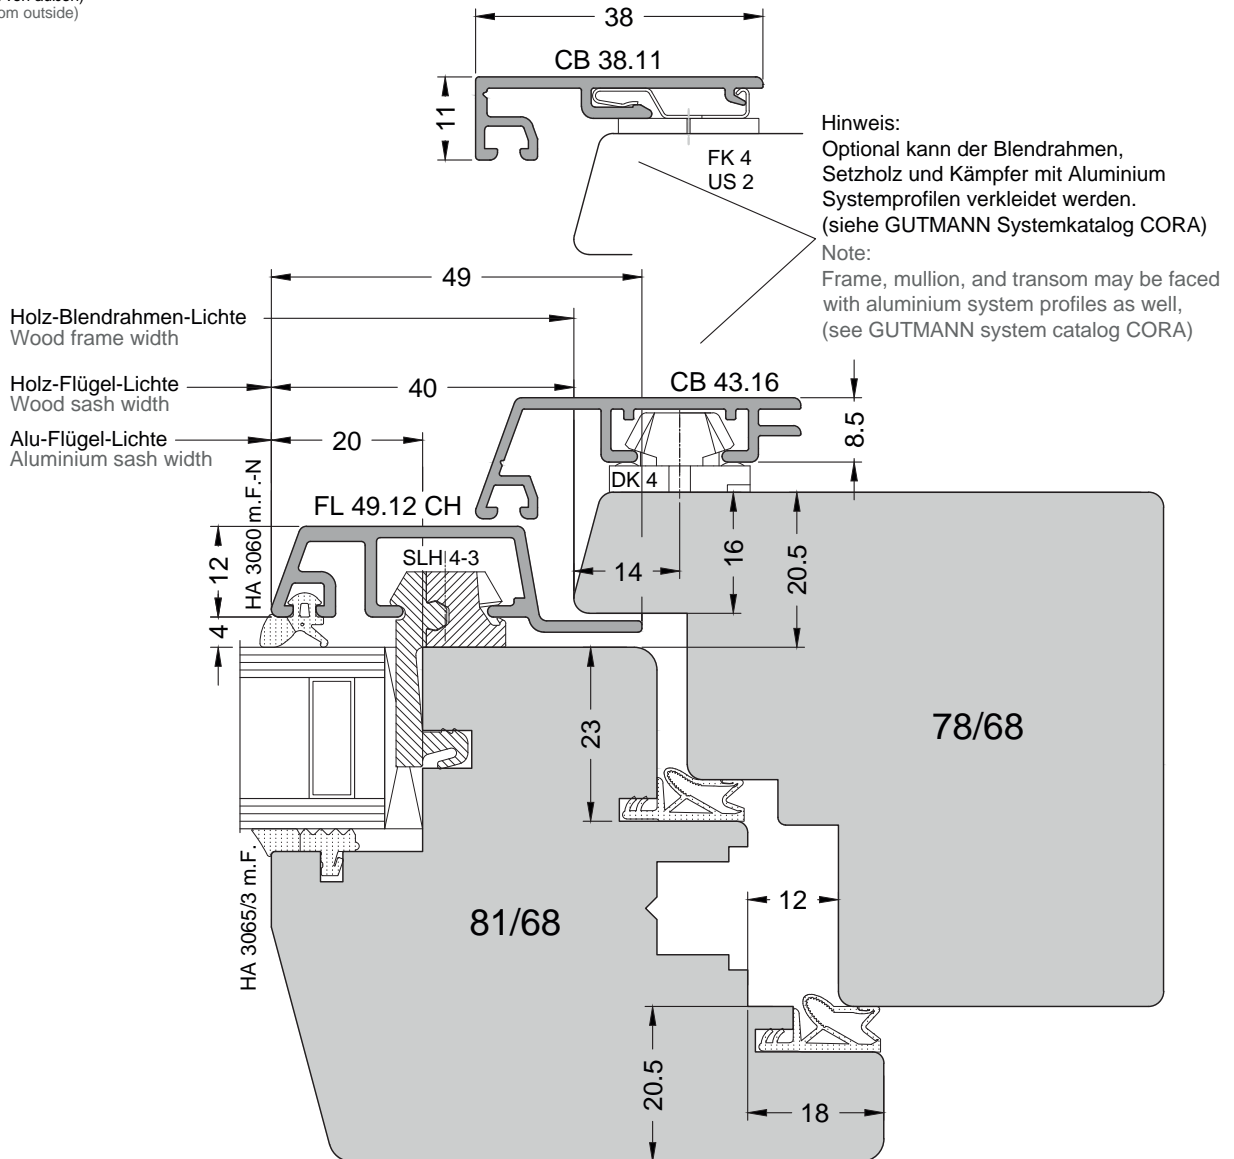 om outside)
38
CB 38.11
11
FK 4
US 2
Hinweis:
Optional kann der Blendrahmen,
Setzholz und Kämpfer mit Aluminium
Systemprofilen verkleidet werden.
(siehe GUTMANN Systemkatalog CORA)
Note:
Frame, mullion, and transom may be faced
with aluminium system profiles as well,
(see GUTMANN system catalog CORA)
49
Holz-Blendrahmen-Lichte
Wood frame width
Holz-Flügel-Lichte
Wood sash width
40
CB 43.16
8.5
Alu-Flügel-Lichte
Aluminium sash width
20
DK 4
HA 3060 m.F.-N
FL 49.12 CH
SLH 4-3
12
4
14
16
20.5
23
78/68
HA 3065/3 m.F.
81/68
12
20.5
18